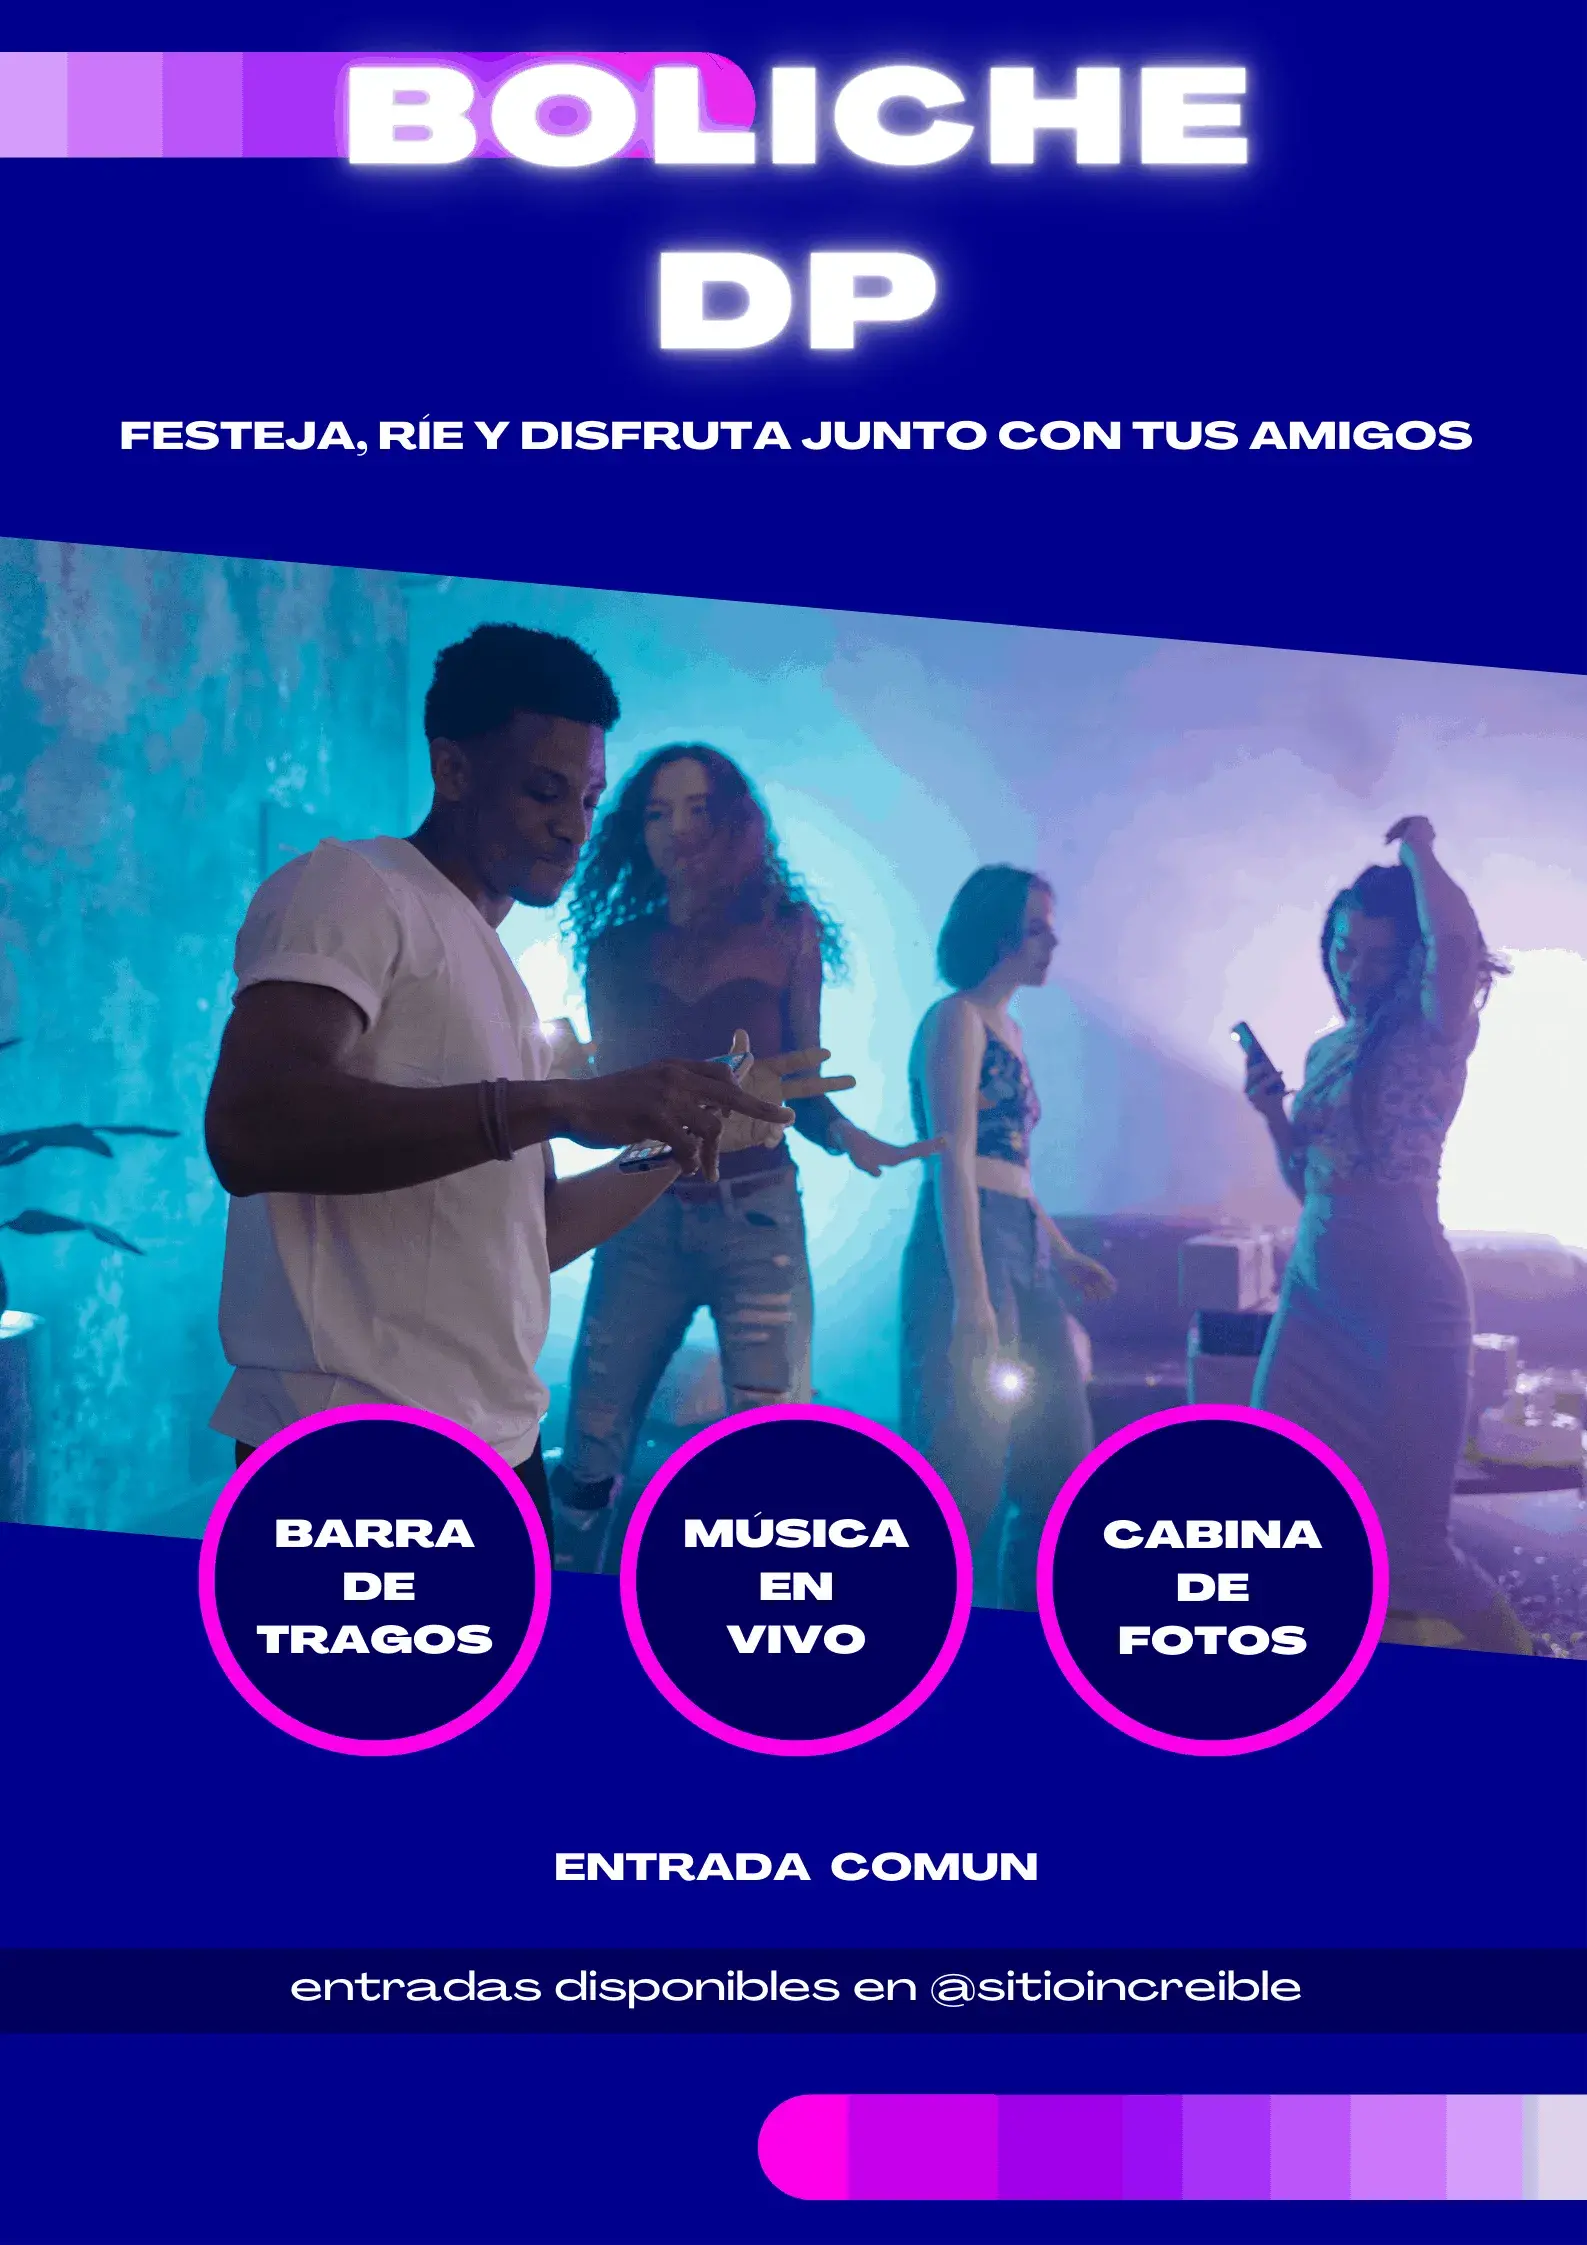 BOLICHE
DP
FESTEJA, RÍE Y DISFRUTA JUNTO CON TUS AMIGOS
BARRA
DE
TRAGOS
MÚSICA
EN
VIVO
CABINA
DE
FOTOS
ENTRADA COMUN
entradas disponibles en @sitioincreible